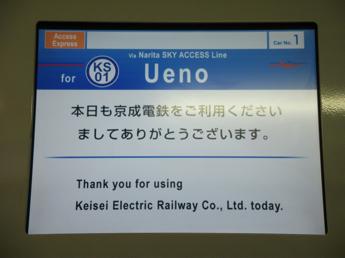 Access
Express
Via Narita SKY ACCESS Line
Car No. 1
for
KS
01
Ueno
本日も京成電鉄をご利用ください
ましてありがとうございます。
Thank you for using
Keisei Electric Railway Co., Ltd. today.